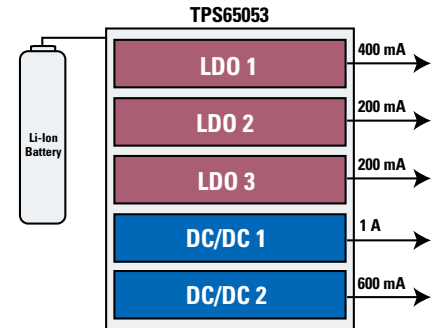 TPS65053
LDO 1
400 mA
LDO 2
200 mA
LDO 3
200 mA
DC/DC 1
1 A
DC/DC 2
600 mA
Li-Ion
Battery